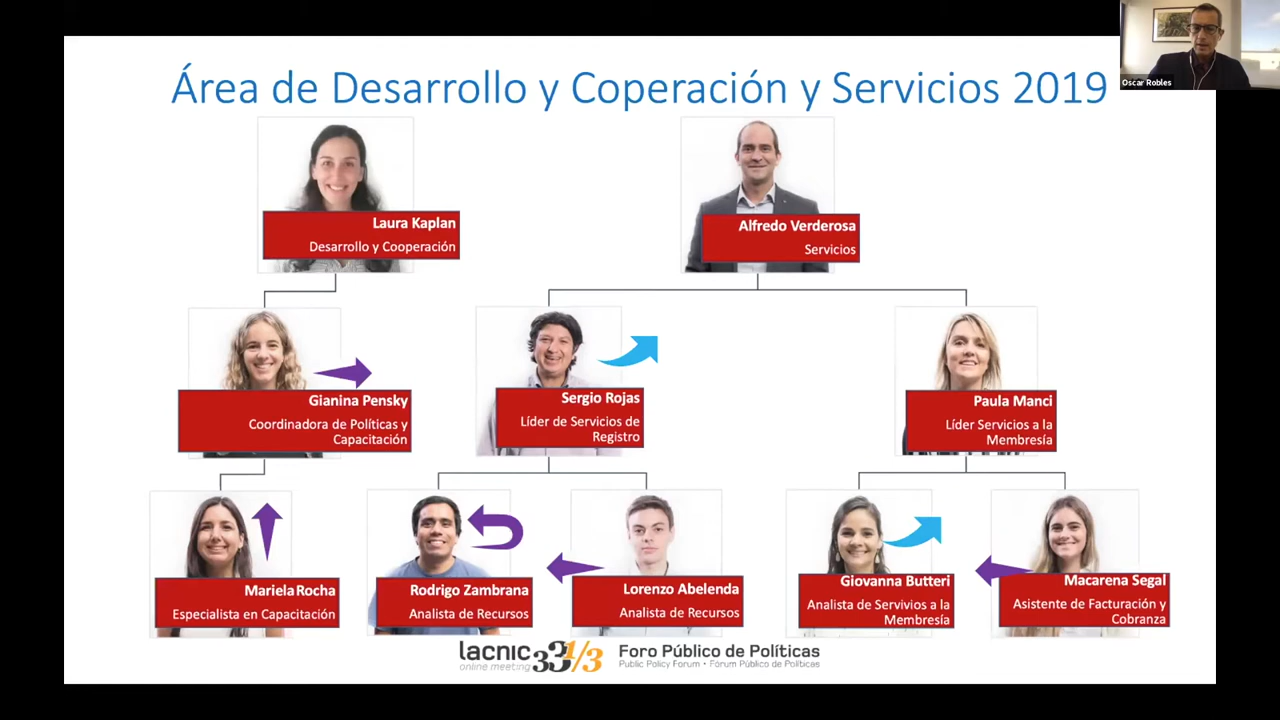 Oscar Robles
Área de Desarrollo y Coperación y Servicios 2019
Laura Kaplan
Desarrollo y Cooperación
Alfredo Verderosa
Servicios
Gianina Pensky
Coordinadora de Políticas y
Capacitación
Sergio Rojas
Líder de Servicios de
Registro
Paula Manci
Líder Servicios a la
Membresía
Mariela Rocha
Especialista en Capacitación
Rodrigo Zambrana
Analista de Recursos
Lorenzo Abelenda
Analista de Recursos
Giovanna Butteri
Analista de Servivios a la
Membresía
Macarena Segal
Asistente de Facturación y
Cobranza
lacnic 33 1/3
online meeting
Foro Público de Políticas
Public Policy Forum • Fórum Público de Políticas